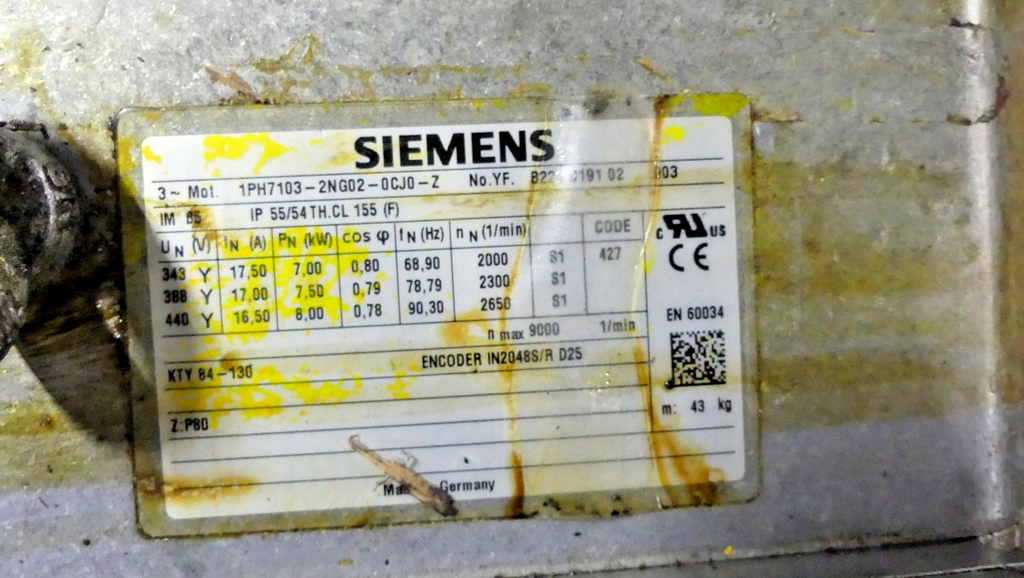 SIEMENS
3~ Mot. 1PH7103-2NG02-0CJ0-Z No.YF. 02
IM B5 IP 55/54 TH.CL 155 (F)
UN (V) IN (A) PN (kW) cos φ fN (Hz) nN (1/min) CODE
343 Y 17,50 7,00 0,80 68,90 2000 S1 427
388 Y 17,00 7,50 0,79 78,79 2300 S1
440 Y 16,50 8,00 0,78 90,30 2650 S1
c RU US
CE
EN 60034
n max 9000 1/min
KTY 84-130 ENCODER IN2048S/R D25
m: 43 kg
Z:P80
Germany